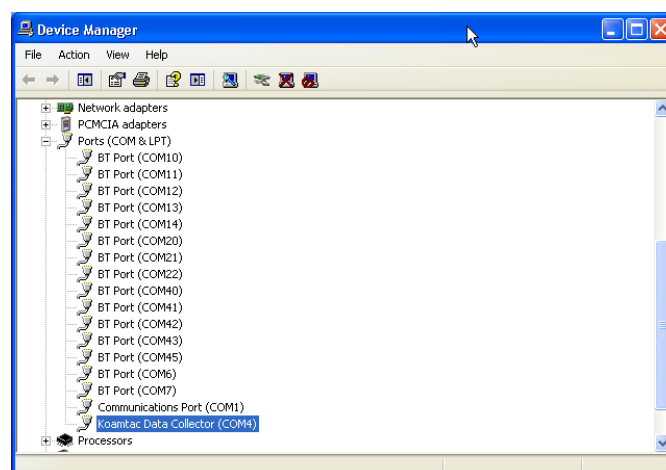 Device Manager
File Action View Help
Network adapters
PCMCIA adapters
Ports (COM & LPT)
BT Port (COM10)
BT Port (COM11)
BT Port (COM12)
BT Port (COM13)
BT Port (COM14)
BT Port (COM20)
BT Port (COM21)
BT Port (COM22)
BT Port (COM40)
BT Port (COM41)
BT Port (COM42)
BT Port (COM43)
BT Port (COM45)
BT Port (COM6)
BT Port (COM7)
Communications Port (COM1)
Koamtac Data Collector (COM4)
Processors